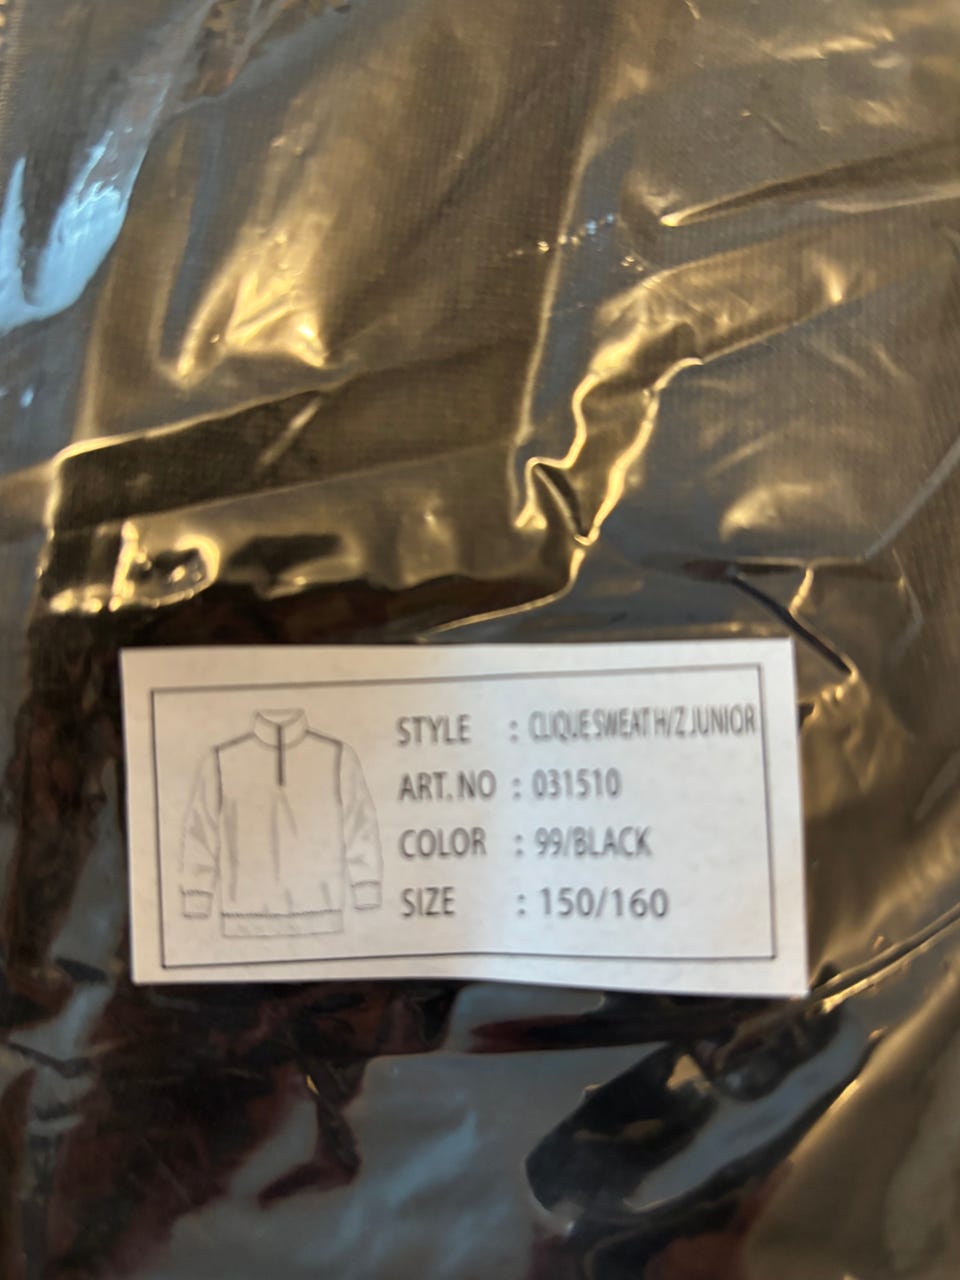 STYLE : CLIQUE SWEAT H/Z JUNIOR
ART. NO : 031510
COLOR : 99/BLACK
SIZE : 150/160